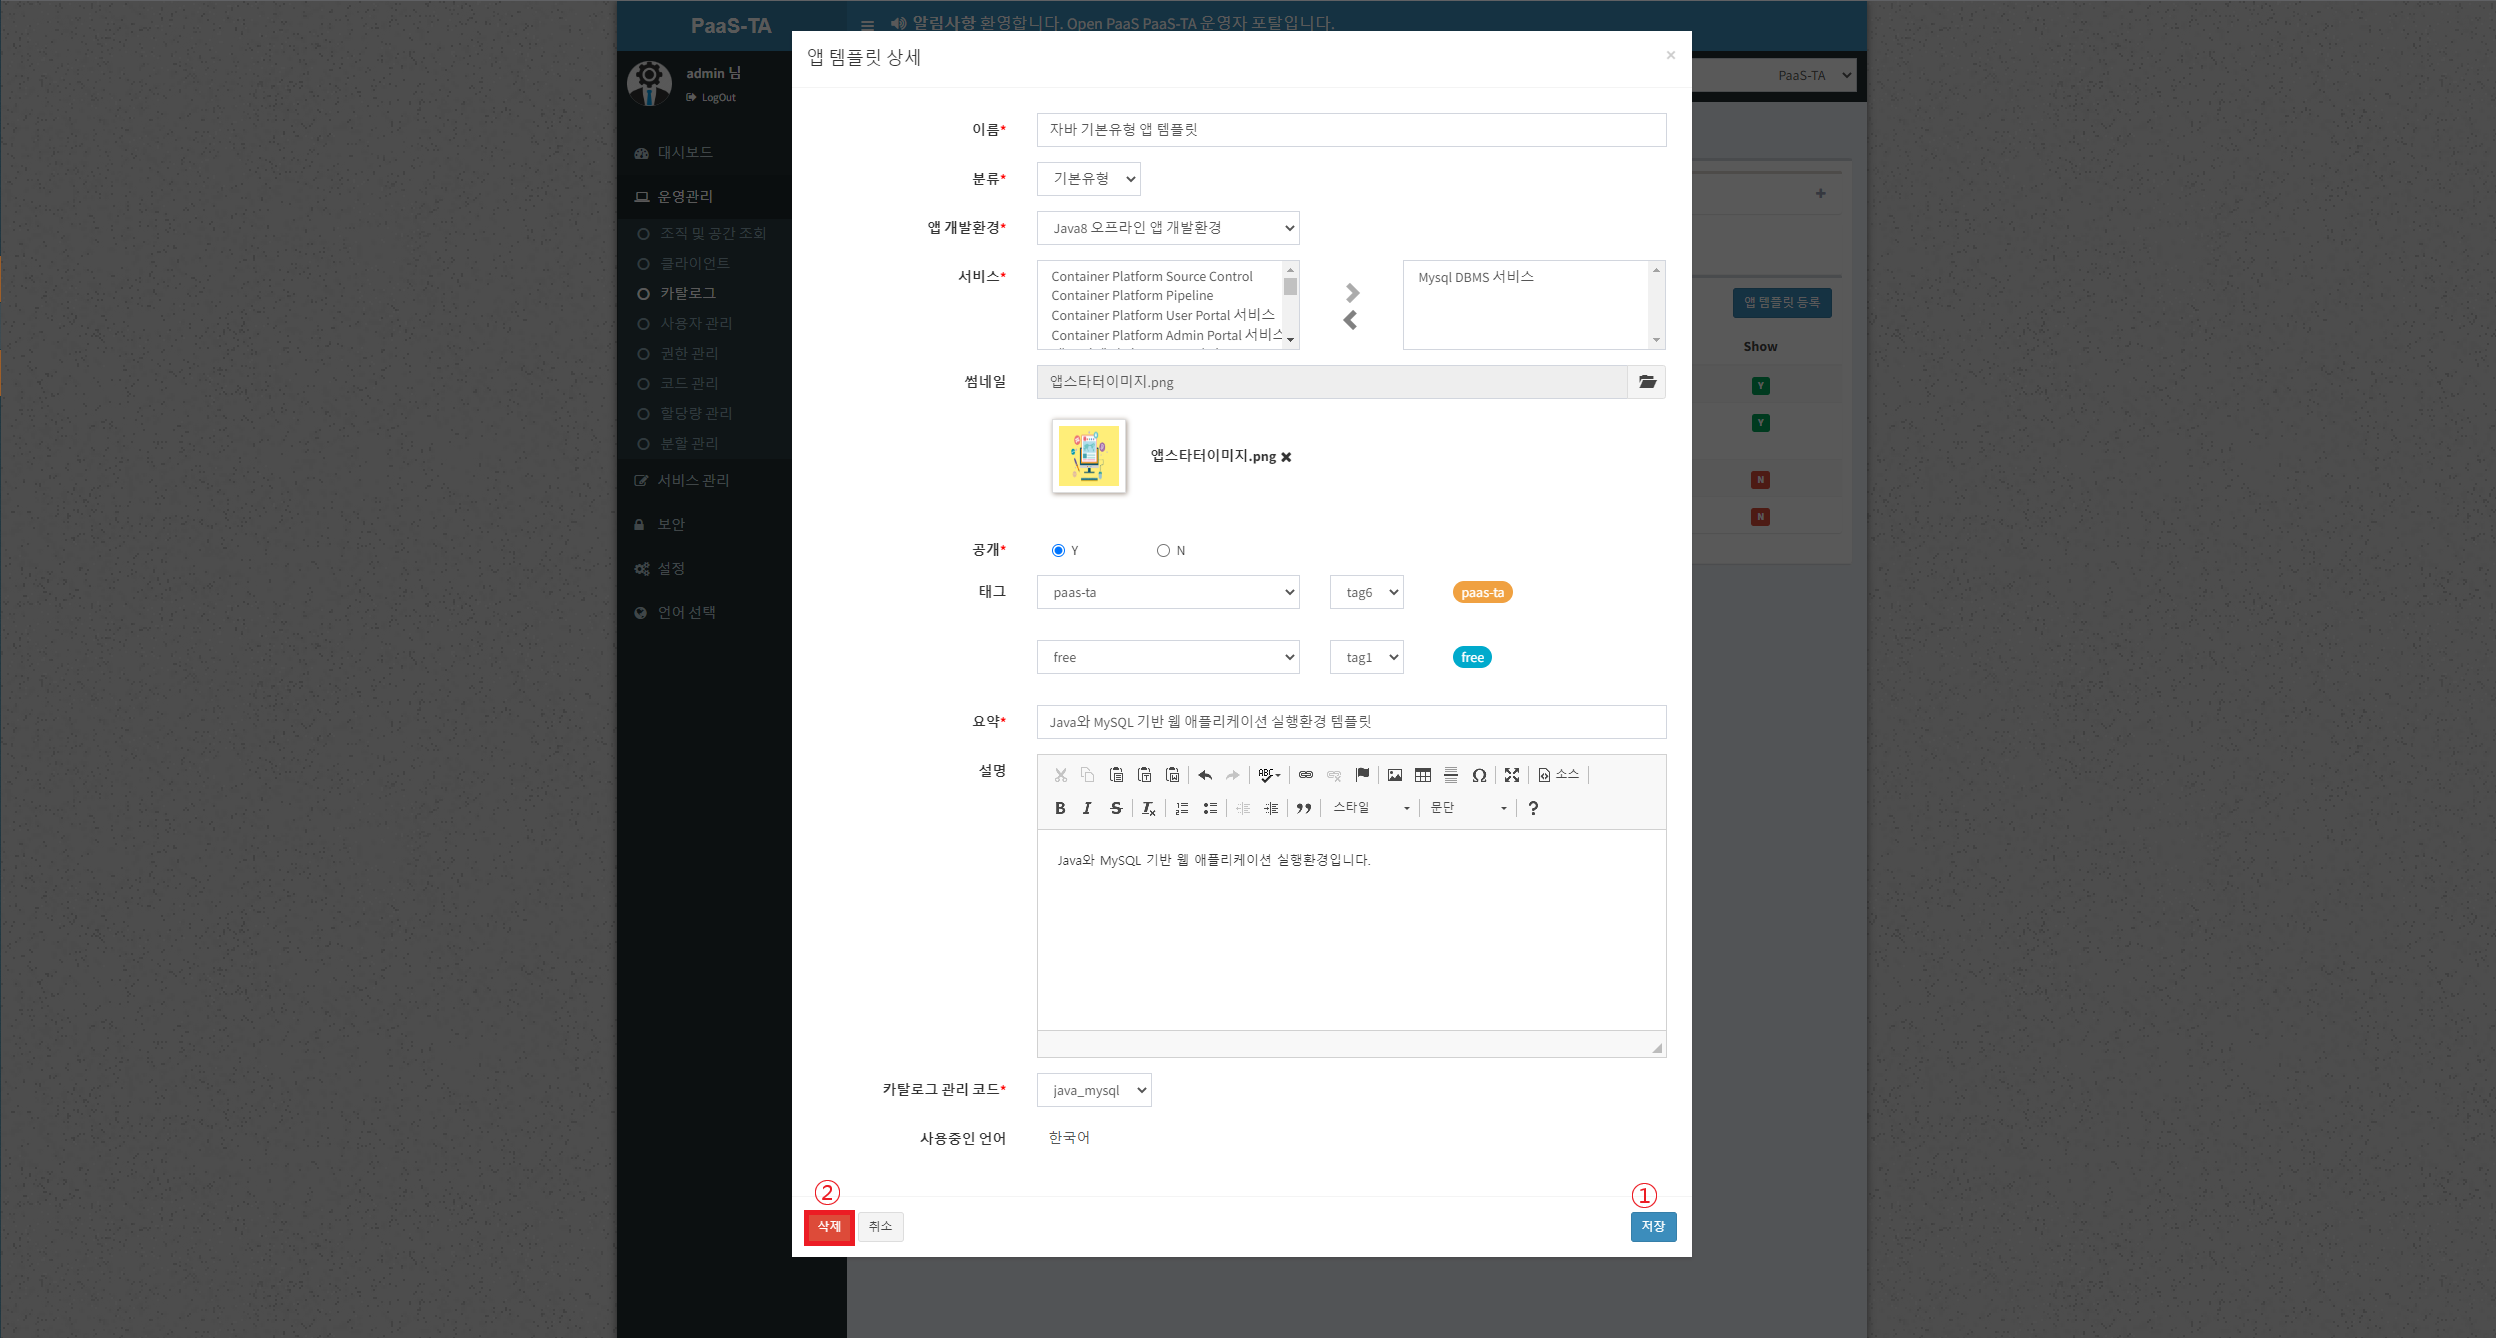 PaaS-TA
알림사항 환영합니다. Open PaaS PaaS-TA 운영자 포탈입니다.
admin 님
LogOut
PaaS-TA
대시보드
운영관리
조직 및 공간 조회
클라이언트
카탈로그
사용자 관리
권한 관리
코드 관리
할당량 관리
분할 관리
서비스 관리
보안
설정
언어 선택
앱 템플릿 등록
Show
Y
Y
N
N
앱 템플릿 상세
×
이름* 자바 기본유형 앱 템플릿
분류* 기본유형
앱 개발환경* Java8 오프라인 앱 개발환경
서비스*
Container Platform Source Control
Container Platform Pipeline
Container Platform User Portal 서비스
Container Platform Admin Portal 서비스
Mysql DBMS 서비스
썸네일 앱스타터이미지.png
앱스타터이미지.png
공개* Y N
태그 paas-ta tag6 paas-ta
free tag1 free
요약* Java와 MySQL 기반 웹 애플리케이션 실행환경 템플릿
설명
ABC
소스
B I S Tx
스타일 문단 ?
Java와 MySQL 기반 웹 애플리케이션 실행환경입니다.
카탈로그 관리 코드* java_mysql
사용중인 언어 한국어
② ①
삭제 취소 저장